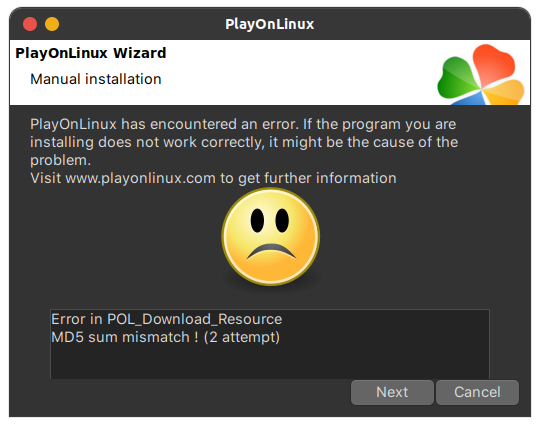 PlayOnLinux
PlayOnLinux Wizard
Manual installation
PlayOnLinux has encountered an error. If the program you are
installing does not work correctly, it might be the cause of the
problem.
Visit www.playonlinux.com to get further information
Error in POL_Download_Resource
MD5 sum mismatch ! (2 attempt)
Next
Cancel